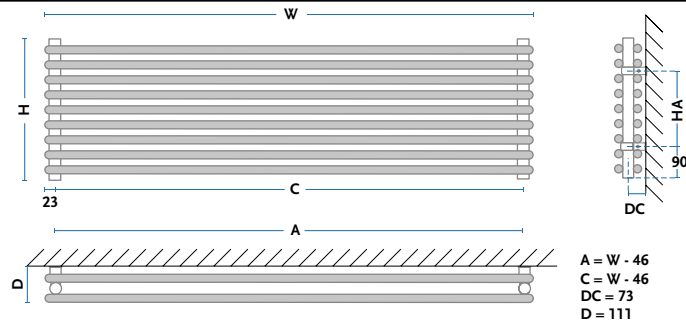 W
H
HA
90
C
23
DC
A
D
A = W - 46
C = W - 46
DC = 73
D = 111